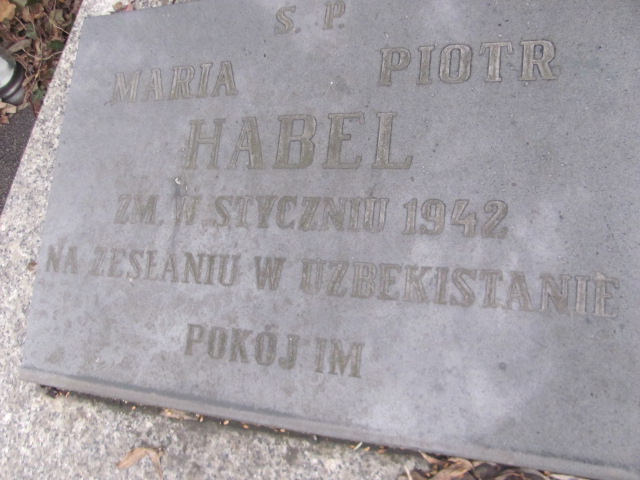 S. P.
MARIA PIOTR
HABEL
ZM. W. STYCZNIU 1942
NA ZESŁANIU W UZBEKISTANIE
POKÓJ IM